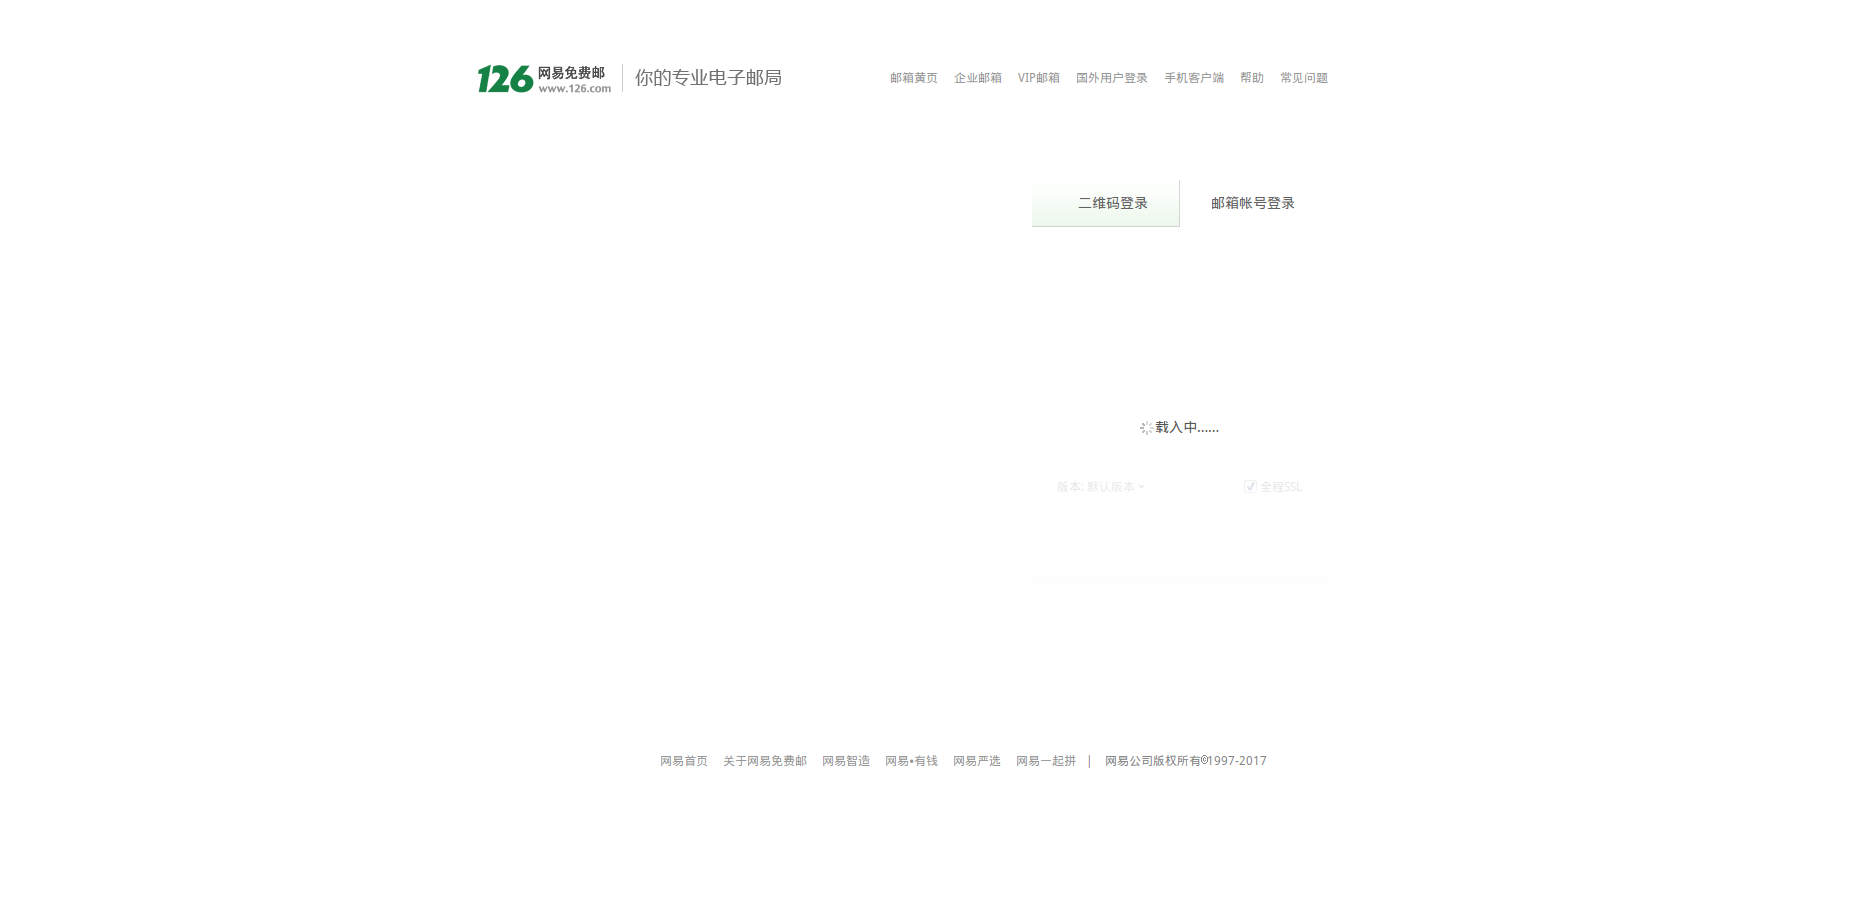 126 网易免费邮 www.126.com 你的专业电子邮局
邮箱黄页 企业邮箱 VIP邮箱 国外用户登录 手机客户端 帮助 常见问题
二维码登录 邮箱帐号登录
载入中......
版本: 默认版本 全程SSL
网易首页 关于网易免费邮 网易智造 网易•有钱 网易严选 网易一起拼 | 网易公司版权所有©1997-2017